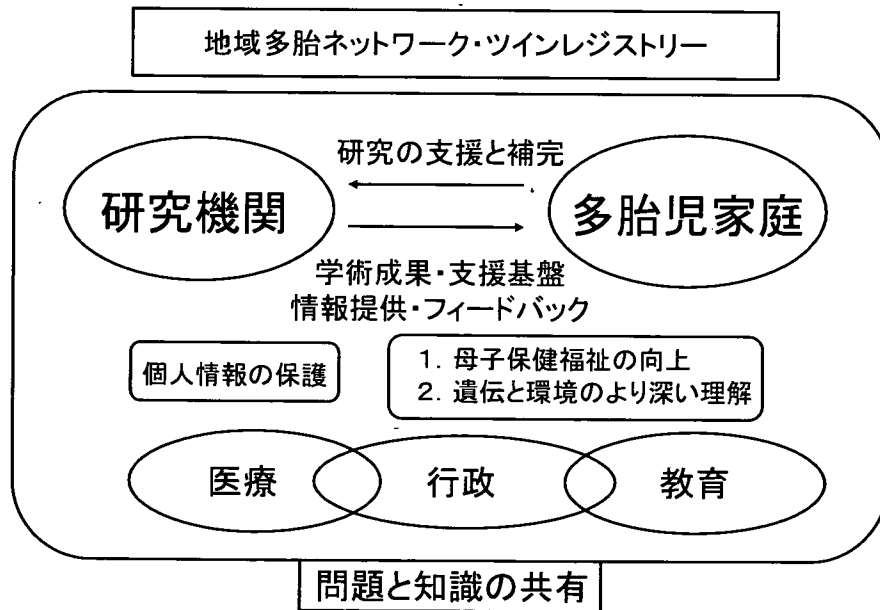 地域多胎ネットワーク・ツインレジストリー
研究の支援と補完
研究機関
多胎児家庭
学術成果・支援基盤
情報提供・フィードバック
個人情報の保護
1. 母子保健福祉の向上
2. 遺伝と環境のより深い理解
医療
行政
教育
問題と知識の共有